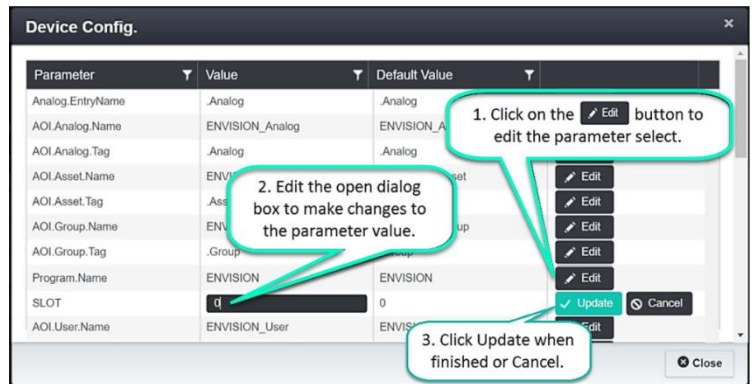 Device Config.
×
Parameter Value Default Value
Analog.EntryName .Analog .Analog
AOI.Analog.Name ENVISION_Analog
AOI.Analog.Tag .Analog .Analog
AOI.Asset.Name Edit
AOI.Asset.Tag Edit
AOI.Group.Name Edit
AOI.Group.Tag .Group Edit
Program.Name ENVISION ENVISION Edit
SLOT 0 0 Update Cancel
AOI.User.Name ENVISION_User
1. Click on the Edit button to
edit the parameter select.
2. Edit the open dialog
box to make changes to
the parameter value.
3. Click Update when
finished or Cancel.
Close